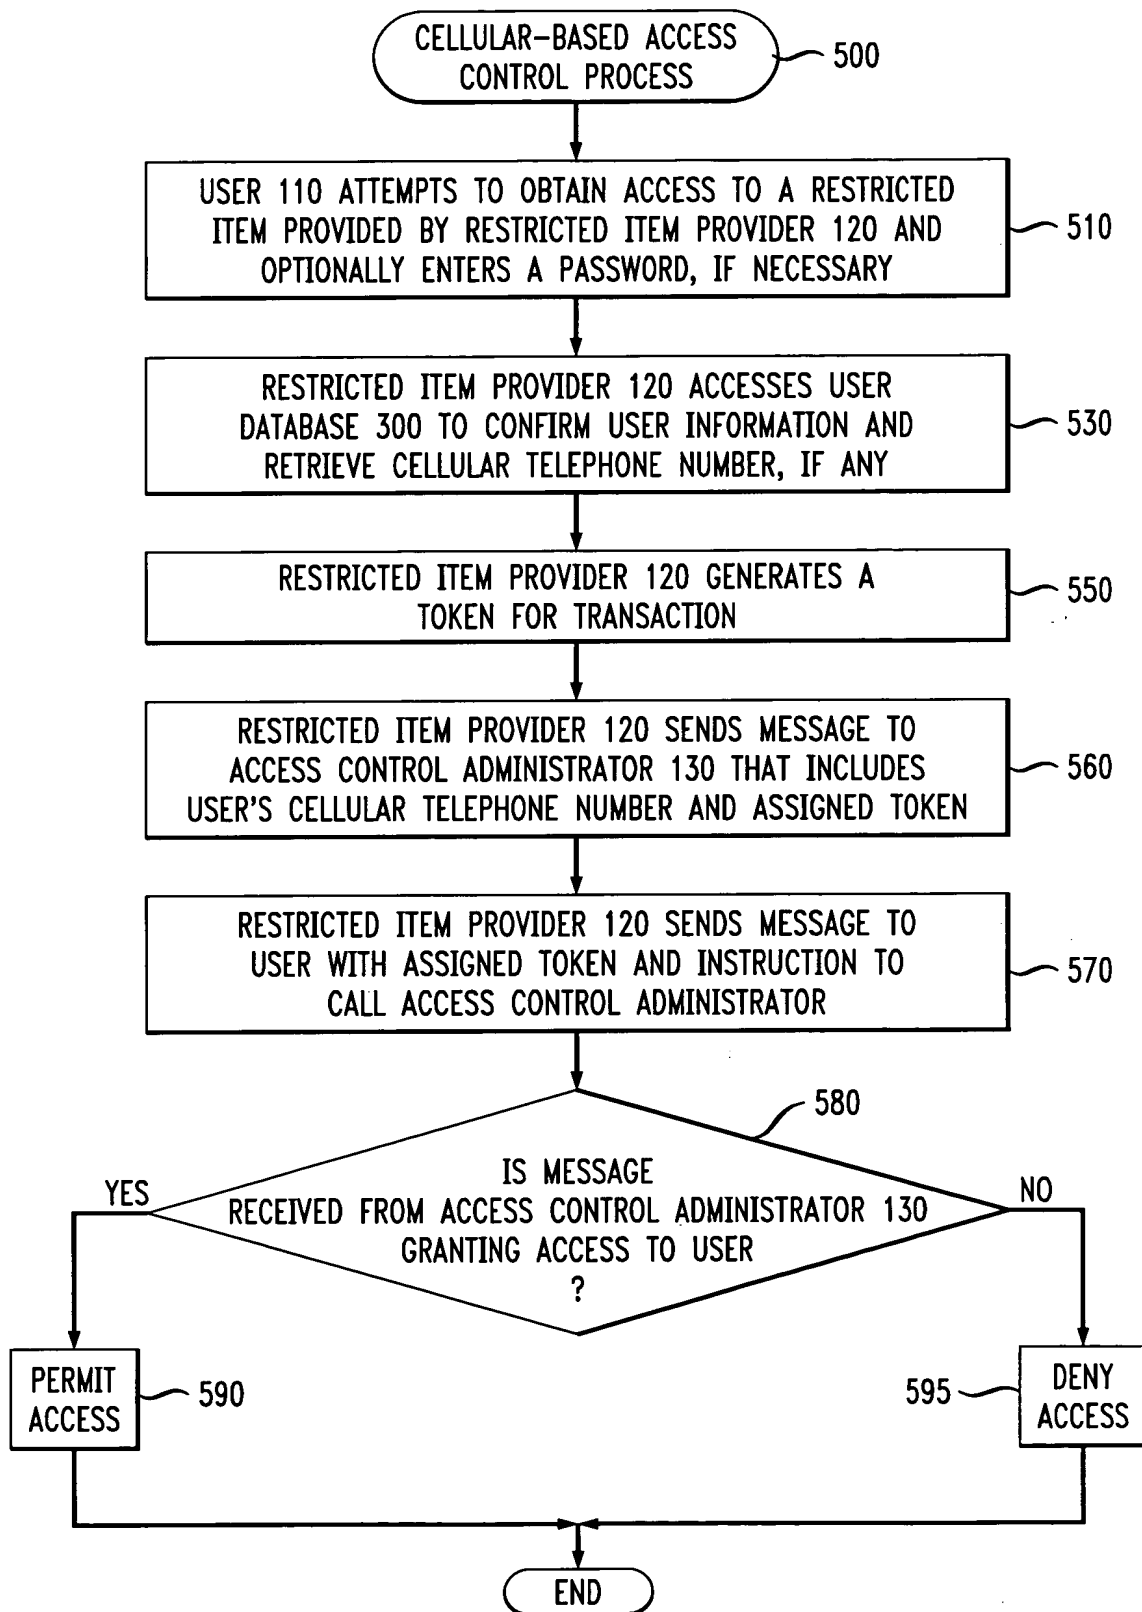 CELLULAR-BASED ACCESS
CONTROL PROCESS
500
USER 110 ATTEMPTS TO OBTAIN ACCESS TO A RESTRICTED
ITEM PROVIDED BY RESTRICTED ITEM PROVIDER 120 AND
OPTIONALLY ENTERS A PASSWORD, IF NECESSARY
510
RESTRICTED ITEM PROVIDER 120 ACCESSES USER
DATABASE 300 TO CONFIRM USER INFORMATION AND
RETRIEVE CELLULAR TELEPHONE NUMBER, IF ANY
530
RESTRICTED ITEM PROVIDER 120 GENERATES A
TOKEN FOR TRANSACTION
550
RESTRICTED ITEM PROVIDER 120 SENDS MESSAGE TO
ACCESS CONTROL ADMINISTRATOR 130 THAT INCLUDES
USER'S CELLULAR TELEPHONE NUMBER AND ASSIGNED TOKEN
560
RESTRICTED ITEM PROVIDER 120 SENDS MESSAGE TO
USER WITH ASSIGNED TOKEN AND INSTRUCTION TO
CALL ACCESS CONTROL ADMINISTRATOR
570
580
IS MESSAGE
RECEIVED FROM ACCESS CONTROL ADMINISTRATOR 130
GRANTING ACCESS TO USER
?
YES
NO
PERMIT
ACCESS
590
595
DENY
ACCESS
END